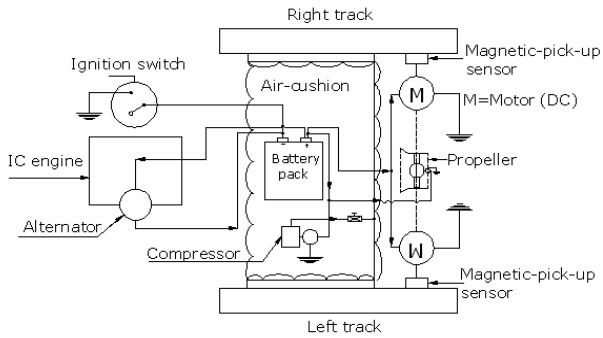 Right track
Magnetic-pick-up
sensor
Ignition switch
Air-cushion
M
M=Motor (DC)
IC engine
Battery
pack
Propeller
Alternator
Compressor
M
Magnetic-pick-up
sensor
Left track